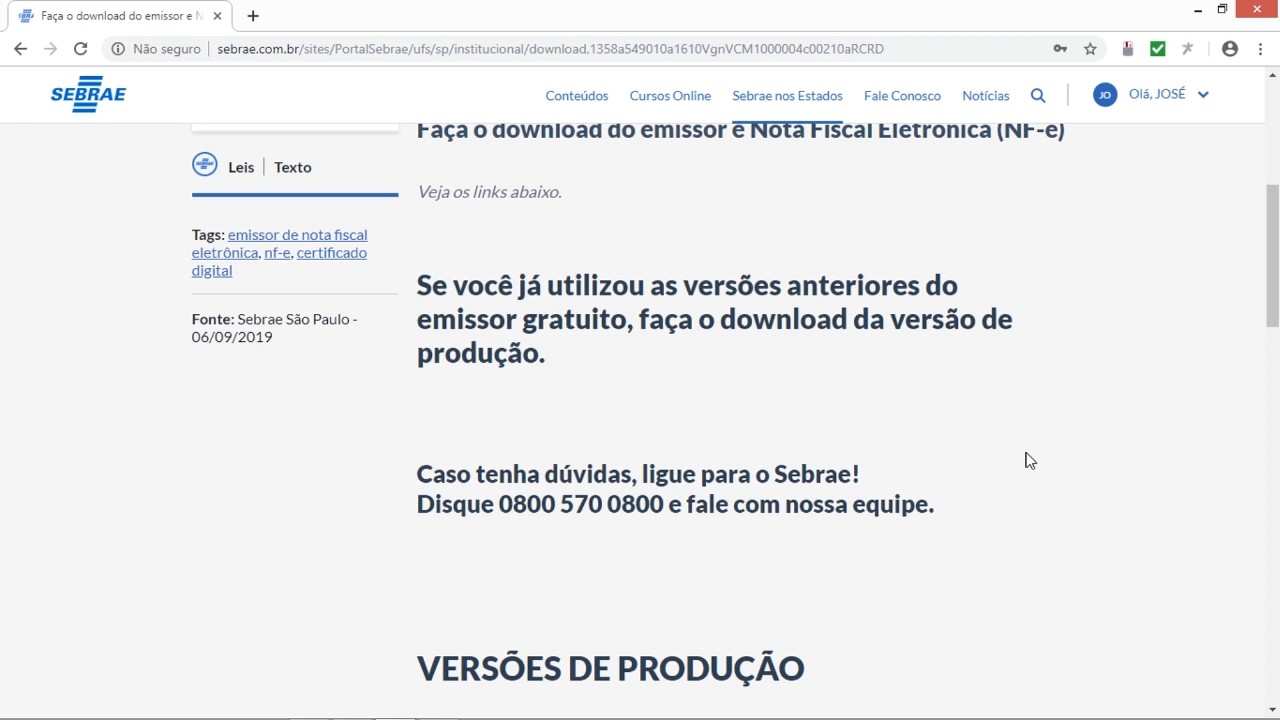 Faça o download do emissor e N
Não seguro
sebrae.com.br/sites/PortalSebrae/ufs/sp/institucional/download,1358a549010a1610VgnVCM1000004c00210aRCRD
SEBRAE
Conteúdos
Cursos Online
Sebrae nos Estados
Fale Conosco
Notícias
JO
Olá, JOSÉ
Faça o download do emissor e Nota Fiscal Eletrônica (NF-e)
Leis | Texto
Veja os links abaixo.
Tags: emissor de nota fiscal
eletrônica, nf-e, certificado
digital
Fonte: Sebrae São Paulo -
06/09/2019
Se você já utilizou as versões anteriores do
emissor gratuito, faça o download da versão de
produção.
Caso tenha dúvidas, ligue para o Sebrae!
Disque 0800 570 0800 e fale com nossa equipe.
VERSÕES DE PRODUÇÃO